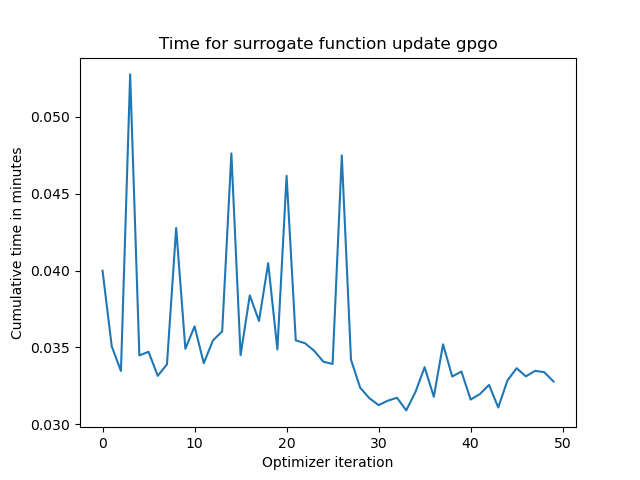 Time for surrogate function update gpgo
Cumulative time in minutes
0.050
0.045
0.040
0.035
0.030
0 10 20 30 40 50
Optimizer iteration